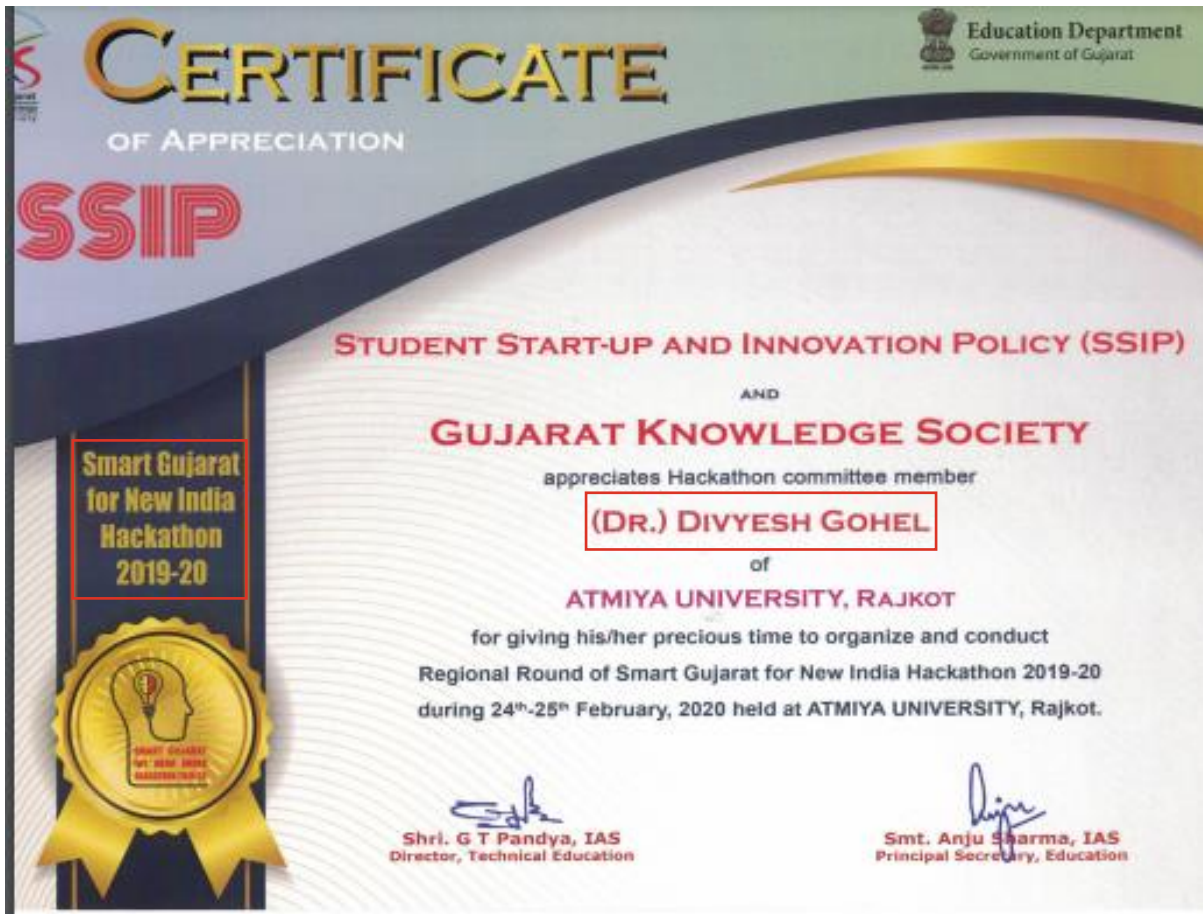 CERTIFICATE
OF APPRECIATION
SSIP
Education Department
Government of Gujarat
STUDENT START-UP AND INNOVATION POLICY (SSIP)
AND
GUJARAT KNOWLEDGE SOCIETY
appreciates Hackathon committee member
(DR.) DIVYESH GOHEL
of
ATMIYA UNIVERSITY, RAJKOT
for giving his/her precious time to organize and conduct
Regional Round of Smart Gujarat for New India Hackathon 2019-20
during 24th-25th February, 2020 held at ATMIYA UNIVERSITY, Rajkot.
Smart Gujarat
for New India
Hackathon
2019-20
SMART GUJARAT
Shri. G T Pandya, IAS
Director, Technical Education
Smt. Anju Sharma, IAS
Principal Secretary, Education